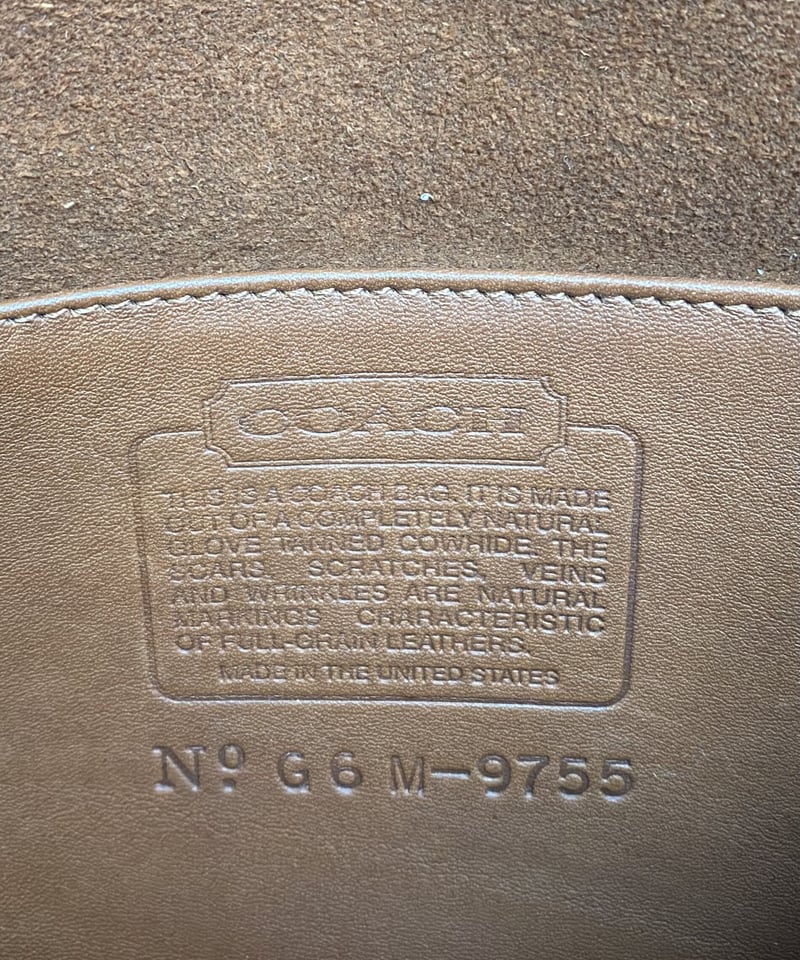 COACH
THIS IS A COACH BAG. IT IS MADE
OUT OF A COMPLETELY NATURAL
GLOVE TANNED COWHIDE. THE
SCARS, SCRATCHES, VEINS
AND WRINKLES ARE NATURAL
MARKINGS CHARACTERISTIC
OF FULL-GRAIN LEATHERS.
MADE IN THE UNITED STATES
Nº G6M-9755